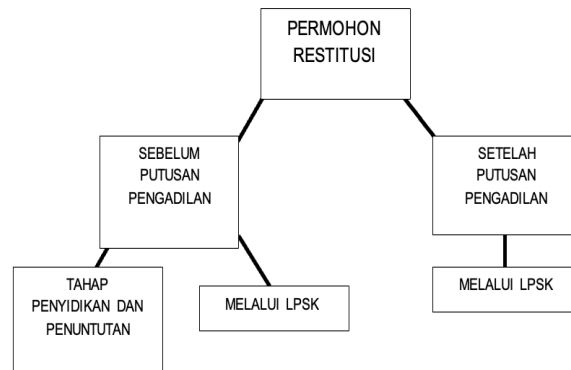 PERMOHON
RESTITUSI
SEBELUM
PUTUSAN
PENGADILAN
SETELAH
PUTUSAN
PENGADILAN
TAHAP
PENYIDIKAN DAN
PENUNTUTAN
MELALUI LPSK
MELALUI LPSK